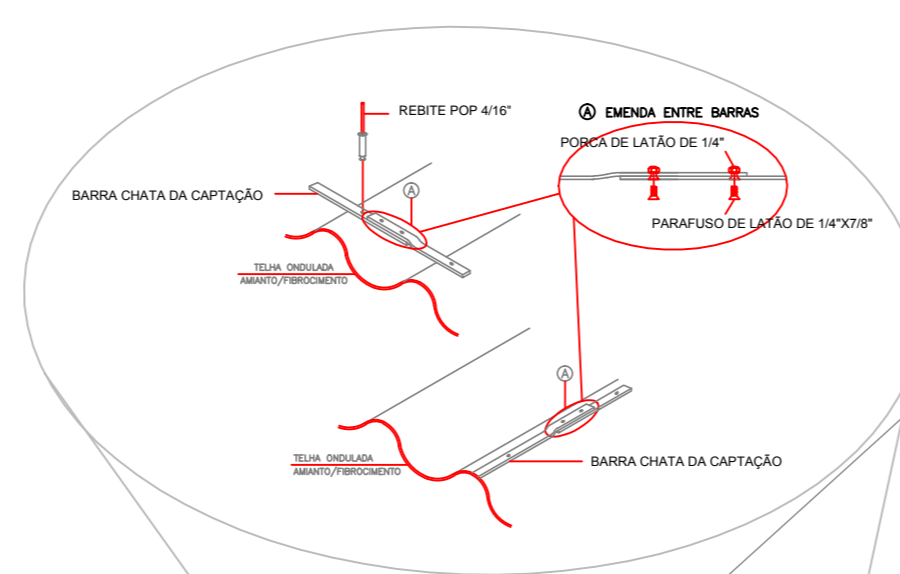 REBITE POP 4/16"
Ⓐ EMENDA ENTRE BARRAS
PORCA DE LATÃO DE 1/4"
BARRA CHATA DA CAPTAÇÃO
Ⓐ
PARAFUSO DE LATÃO DE 1/4"X7/8"
TELHA ONDULADA
AMIANTO/FIBROCIMENTO
Ⓐ
TELHA ONDULADA
AMIANTO/FIBROCIMENTO
BARRA CHATA DA CAPTAÇÃO